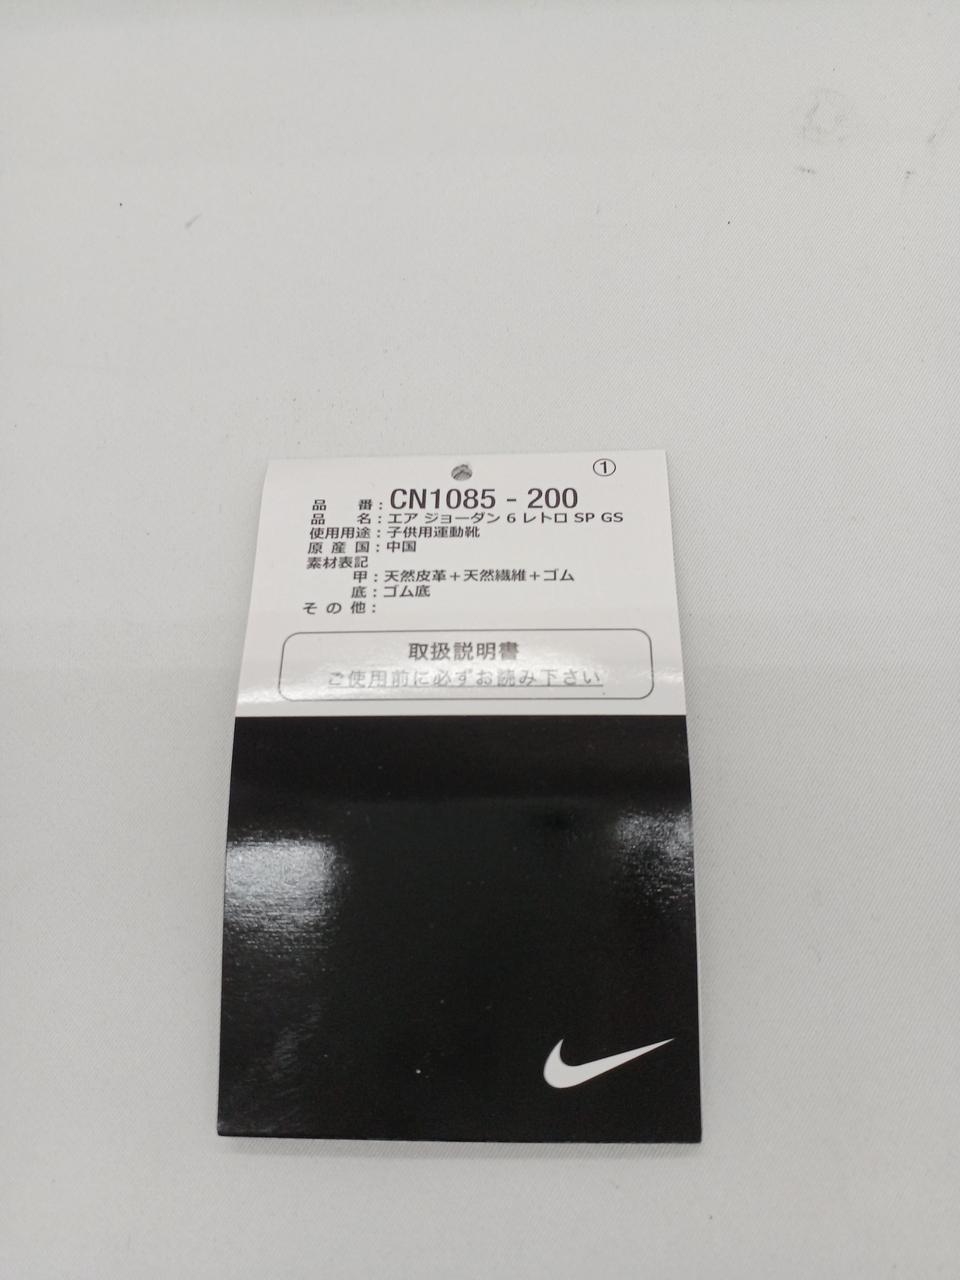 ①
品 番：CN1085 - 200
品 名：エア ジョーダン 6 レトロ SP GS
使用用途：子供用運動靴
原 産 国：中国
素材表記
甲：天然皮革＋天然繊維＋ゴム
底：ゴム底
そ の 他：
取扱説明書
ご使用前に必ずお読み下さい